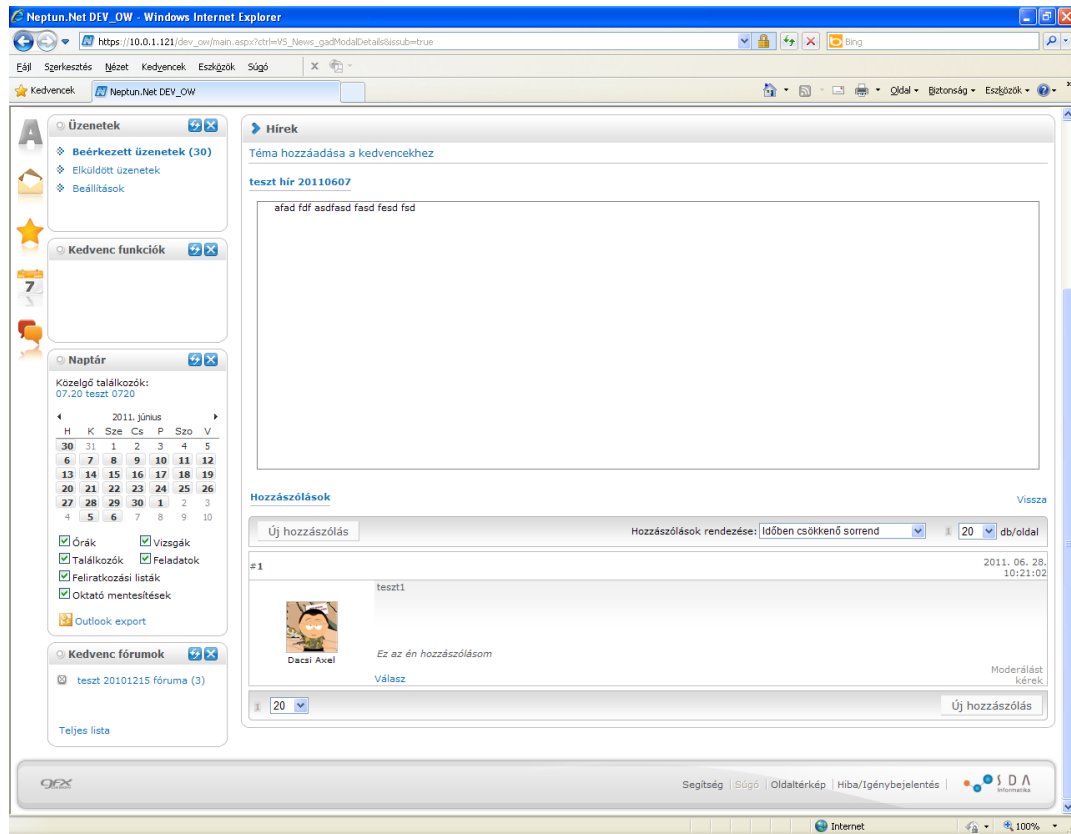 Neptun.Net DEV_OW - Windows Internet Explorer
https://10.0.1.121/dev_ow/main.aspx?ctrl=V5_News_gadModalDetails&issub=true
Bing
Fájl Szerkesztés Nézet Kedvencek Eszközök Súgó
Kedvencek
Neptun.Net DEV_OW
Oldal
Biztonság
Eszközök
Üzenetek
Beérkezett üzenetek (30)
Elküldött üzenetek
Beállítások
Kedvenc funkciók
7
Naptár
Közelgő találkozók:
07.20 teszt 0720
2011. június
H K Sze Cs P Szo V
30 31 1 2 3 4 5
6 7 8 9 10 11 12
13 14 15 16 17 18 19
20 21 22 23 24 25 26
27 28 29 30 1 2 3
4 5 6 7 8 9 10
Órák Vizsgák
Találkozók Feladatok
Feliratkozási listák
Oktató mentesítések
Outlook export
Kedvenc fórumok
teszt 20101215 fóruma (3)
Teljes lista
Hírek
Téma hozzáadása a kedvencekhez
teszt hír 20110607
afad fdf asdfasd fasd fesd fsd
Hozzászólások
Vissza
Új hozzászólás
Hozzászólások rendezése: Időben csökkenő sorrend
1 20 db/oldal
#1
2011. 06. 28.
10:21:02
teszt1
Dacsi Axel
Ez az én hozzászólásom
Válasz
Moderálást
kérek
1 20
Új hozzászólás
GFX
Segítség | Súgó | Oldaltérkép | Hiba/Igénybejelentés |
SDA
Informatika
Internet
100%